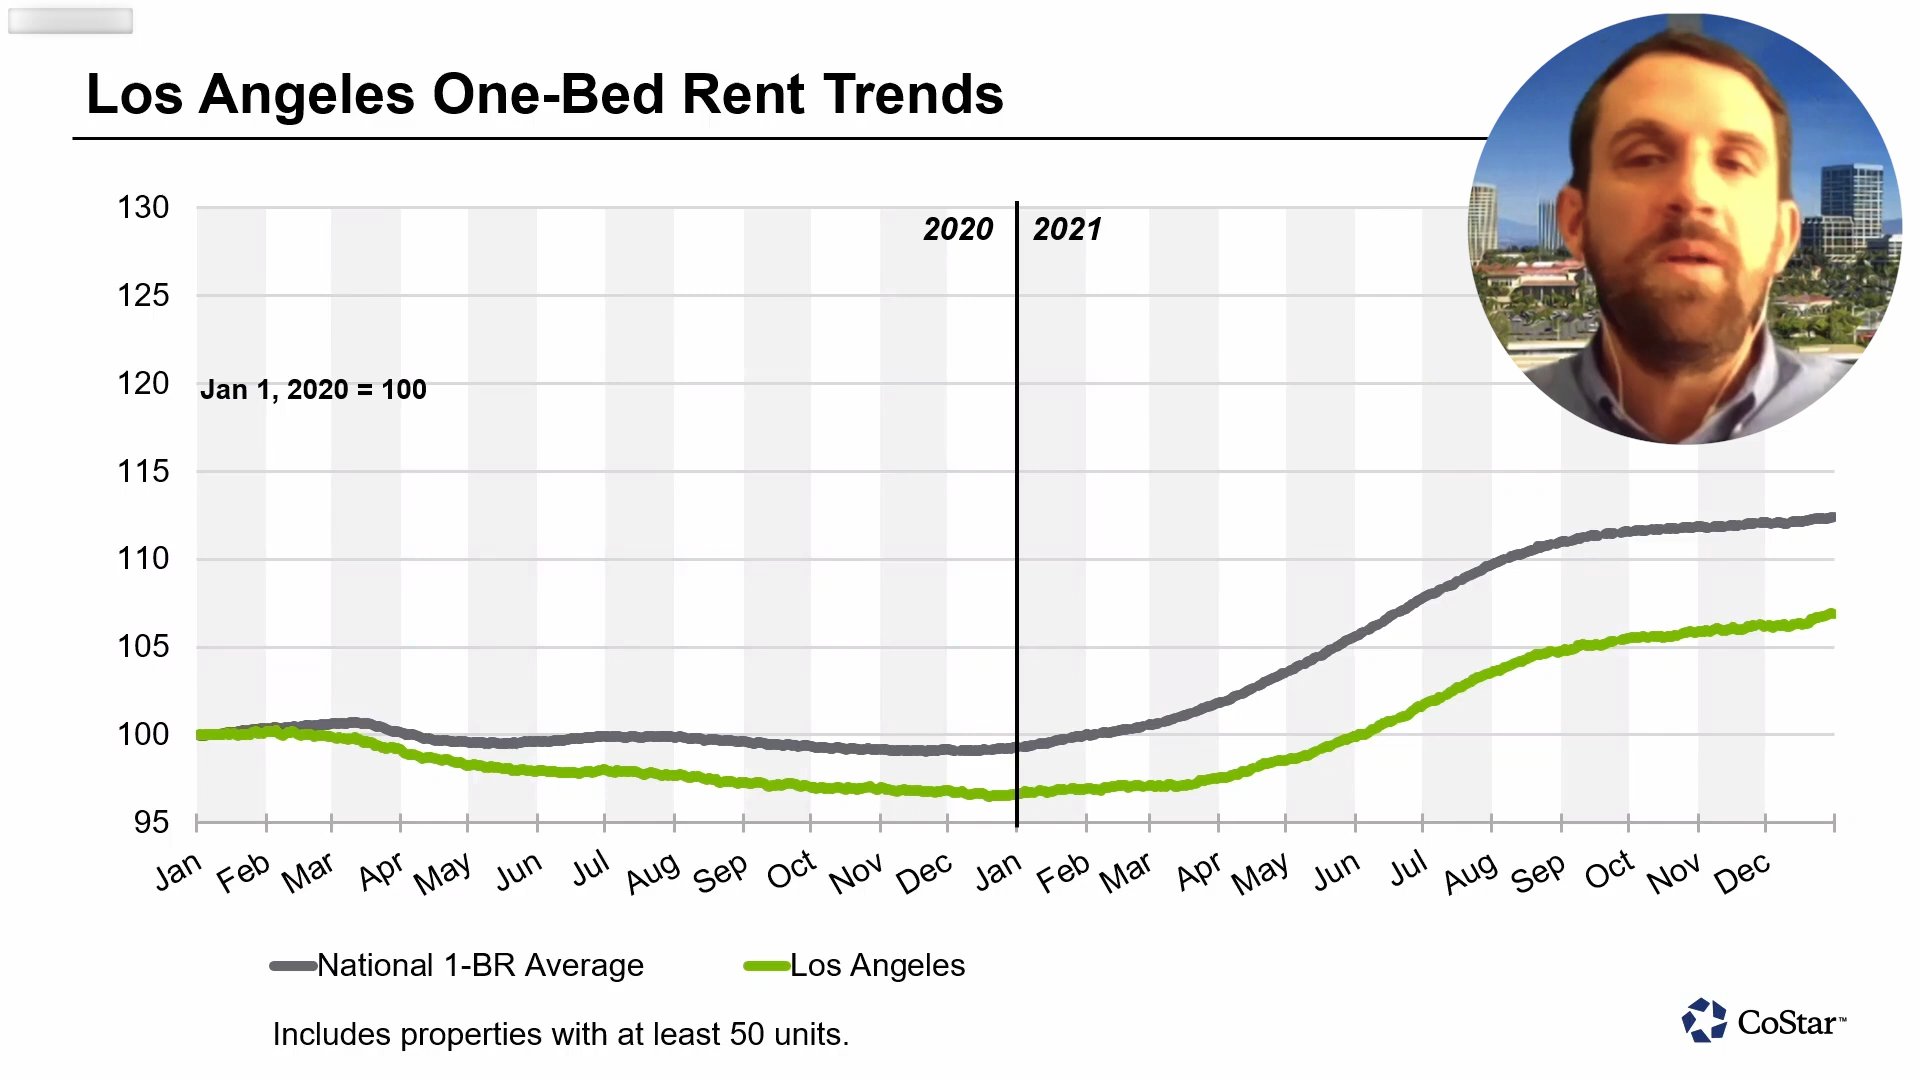 Los Angeles One-Bed Rent Trends
130
2020 2021
125
120
Jan 1, 2020 = 100
115
110
105
100
95
Jan Feb Mar Apr May Jun Jul Aug Sep Oct Nov Dec Jan Feb Mar Apr May Jun Jul Aug Sep Oct Nov Dec
National 1-BR Average Los Angeles
Includes properties with at least 50 units.
CoStar™